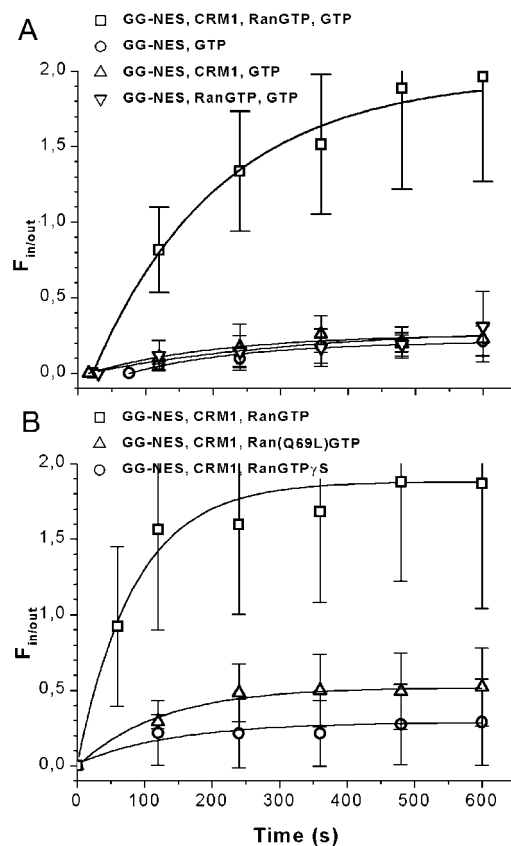 A
GG-NES, CRM1, RanGTP, GTP
GG-NES, GTP
GG-NES, CRM1, GTP
GG-NES, RanGTP, GTP
2,0
1,5
1,0
0,5
0,0
F in/out
B
GG-NES, CRM1, RanGTP
GG-NES, CRM1, Ran(Q69L)GTP
GG-NES, CRM1, RanGTPγS
2,0
1,5
1,0
0,5
0,0
F in/out
0 100 200 300 400 500 600
Time (s)